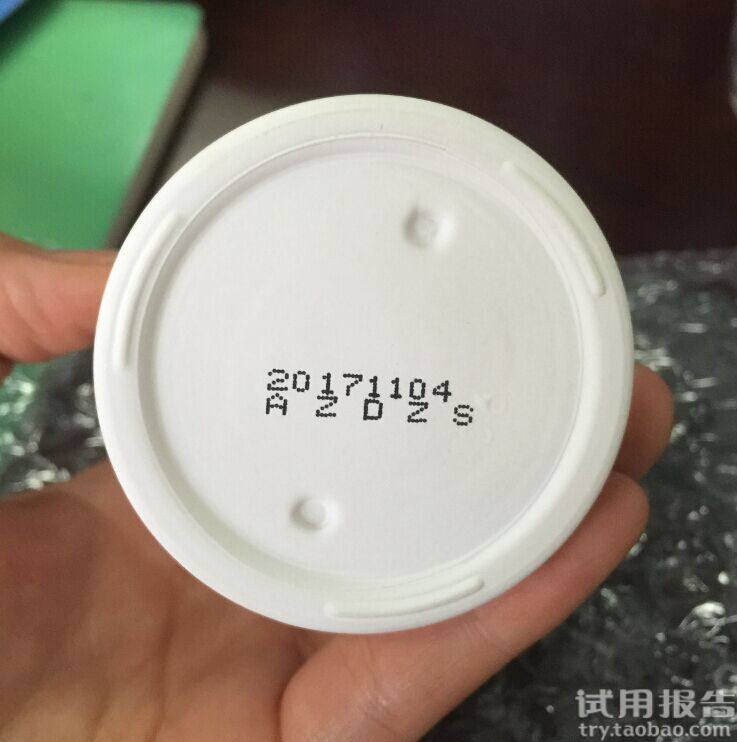 20171104
A Z D Z S
试用报告
try.taobao.com